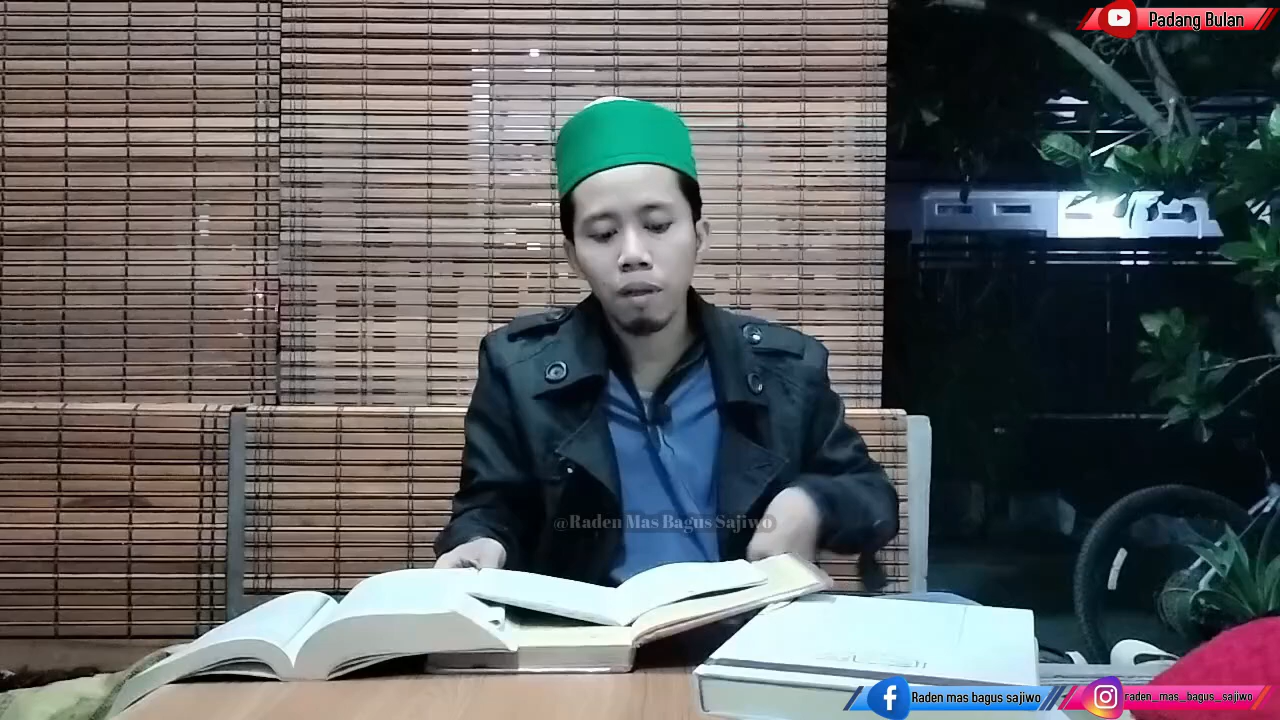 Padang Bulan
@Raden Mas Bagus Sajiwo
Raden mas bagus sajiwo
raden_mas_bagus_sajiwo